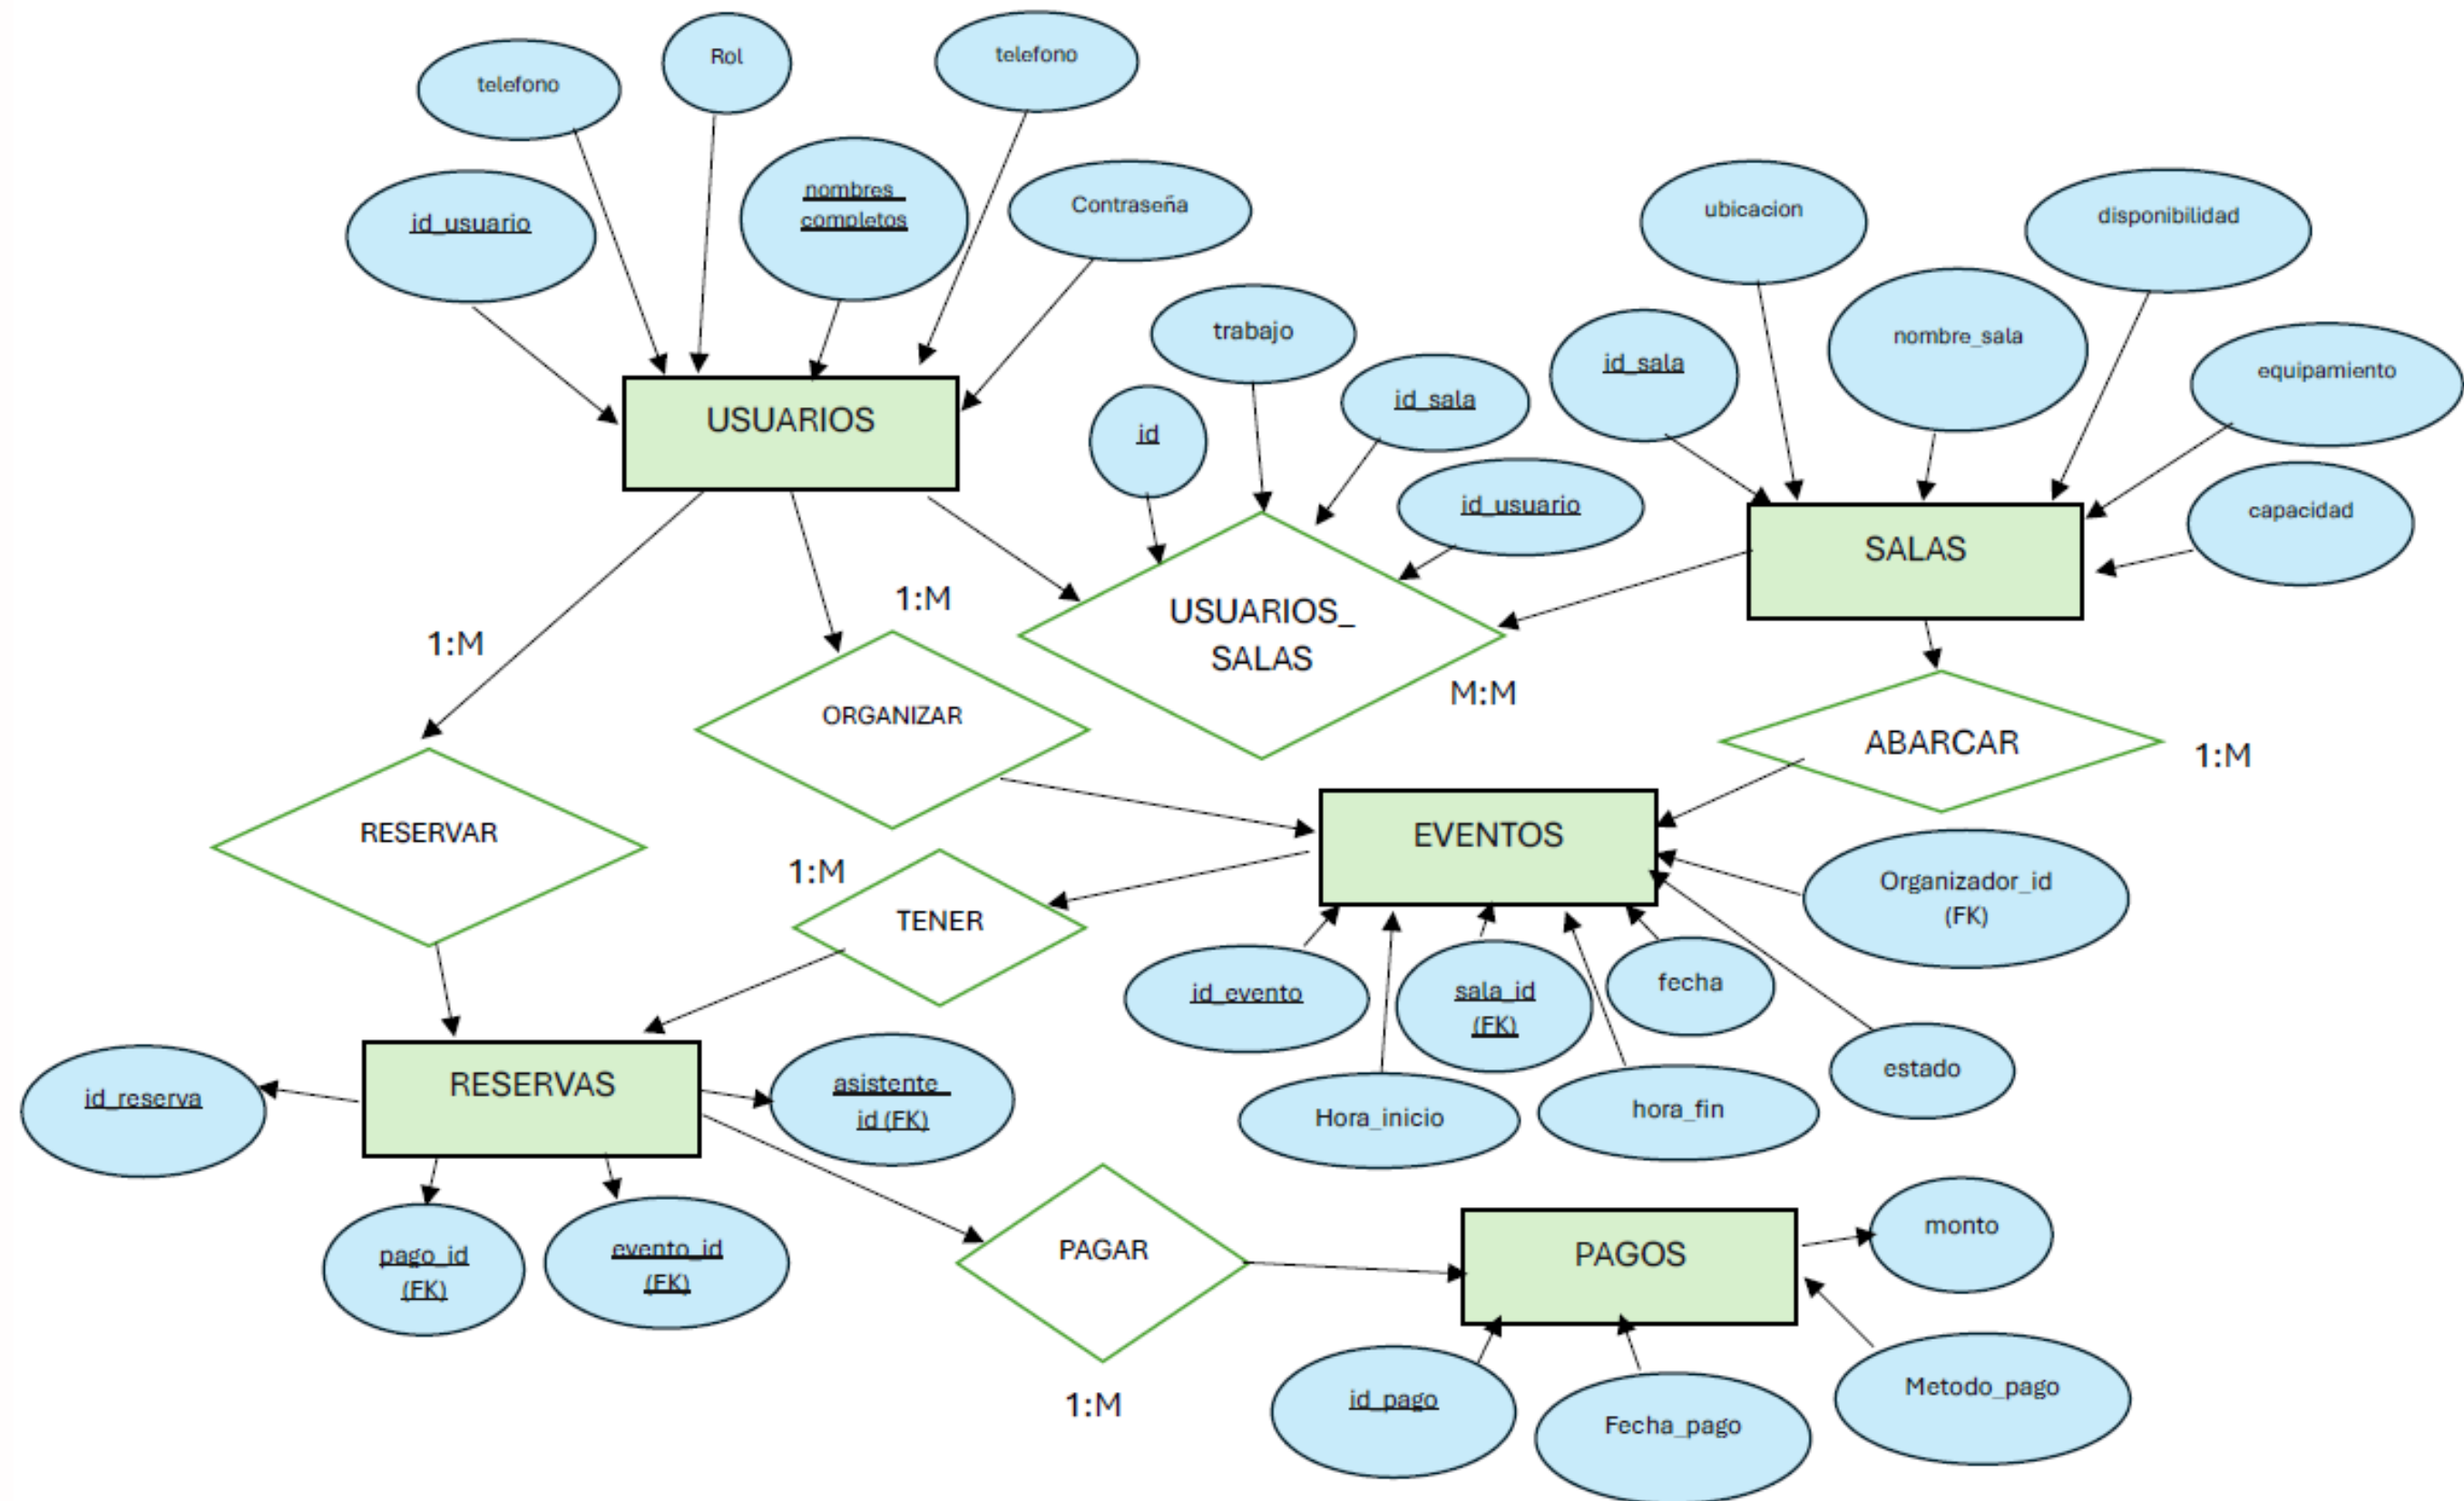 telefono
Rol
telefono
id_usuario
nombres_
completos
Contraseña
ubicacion
disponibilidad
trabajo
id_sala
nombre_sala
equipamiento
id
id_sala
id_usuario
capacidad
USUARIOS
SALAS
1:M
1:M
USUARIOS_
SALAS
M:M
ORGANIZAR
ABARCAR
1:M
RESERVAR
EVENTOS
1:M
TENER
Organizador_id
(FK)
id_evento
sala_id
(FK)
fecha
estado
Hora_inicio
hora_fin
RESERVAS
id_reserva
asistente_
id (FK)
pago_id
(FK)
evento_id
(FK)
PAGAR
1:M
PAGOS
monto
id_pago
Fecha_pago
Metodo_pago